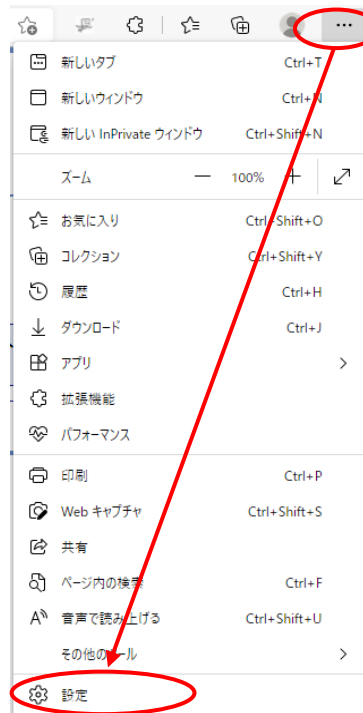 新しいタブ Ctrl+T
新しいウィンドウ Ctrl+N
新しい InPrivate ウィンドウ Ctrl+Shift+N
ズーム — 100% +
お気に入り Ctrl+Shift+O
コレクション Ctrl+Shift+Y
履歴 Ctrl+H
ダウンロード Ctrl+J
アプリ
拡張機能
パフォーマンス
印刷 Ctrl+P
Web キャプチャ Ctrl+Shift+S
共有
ページ内の検索 Ctrl+F
音声で読み上げる Ctrl+Shift+U
その他のツール
設定